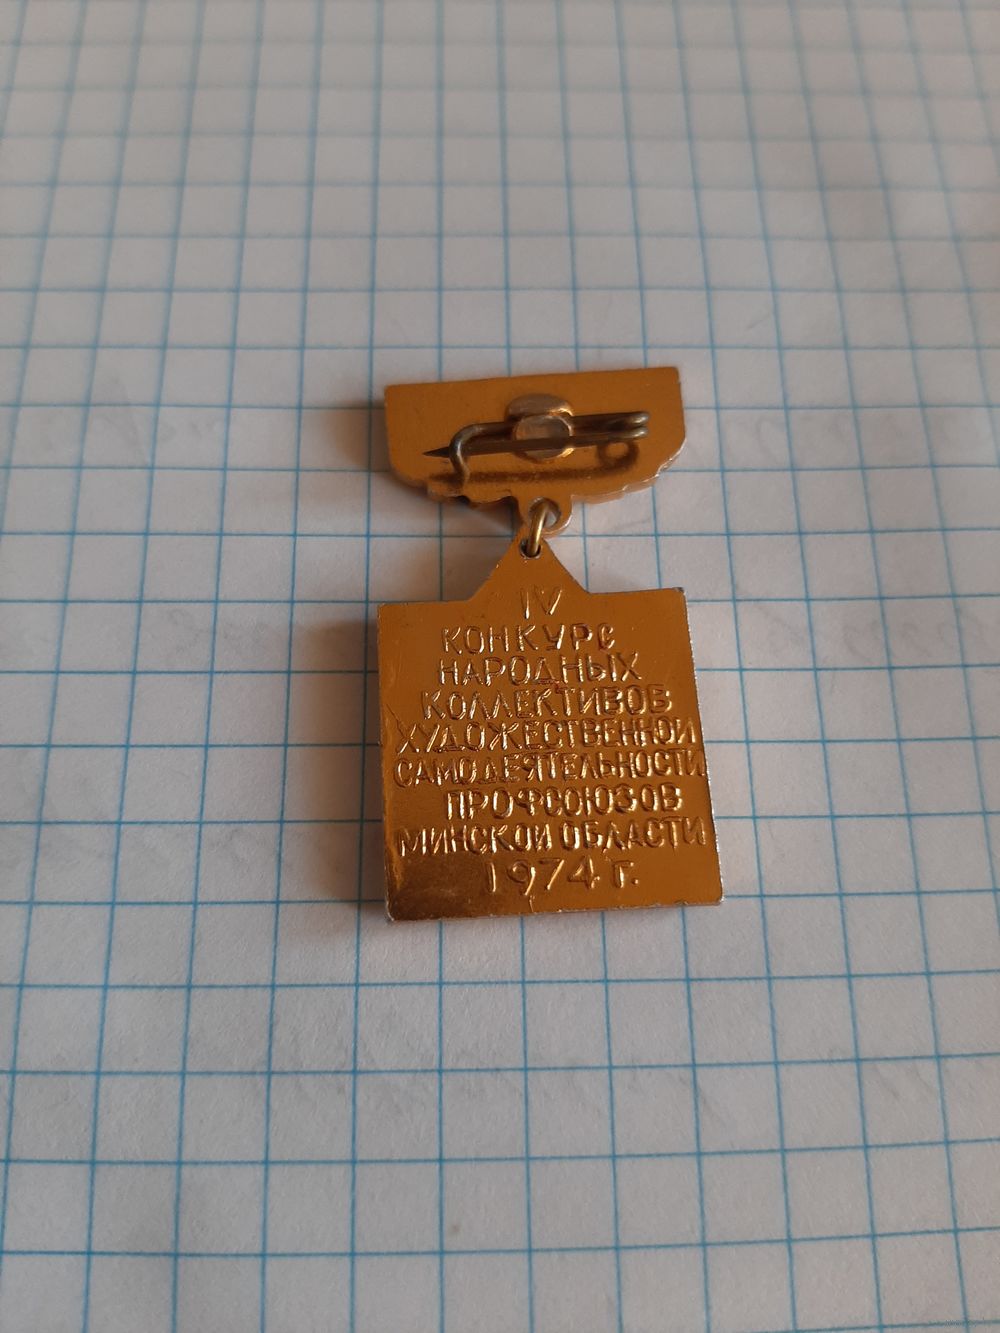 IV
КОНКУРС
НАРОДНЫХ
КОЛЛЕКТИВОВ
ХУДОЖЕСТВЕННОЙ
САМОДЕЯТЕЛЬНОСТИ
ПРОФСОЮЗОВ
МИНСКОЙ ОБЛАСТИ
1974 г.